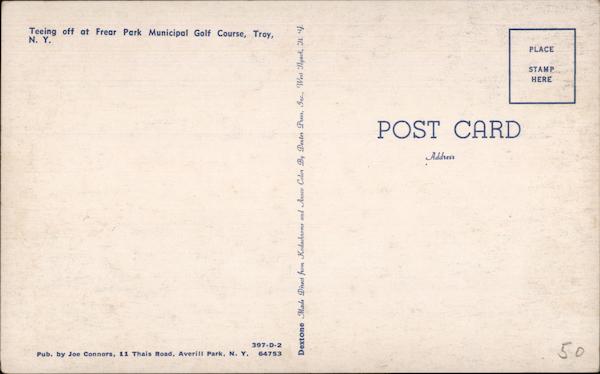 Teeing off at Frear Park Municipal Golf Course, Troy,
N. Y.
Dextone Made Direct from Kodachrome and Ansco Color By Dexter Press, Inc., West Nyack, N. Y.
PLACE
STAMP
HERE
POST CARD
Address
397-D-2
Pub. by Joe Connors, 11 Thais Road, Averill Park, N. Y. 64753
50